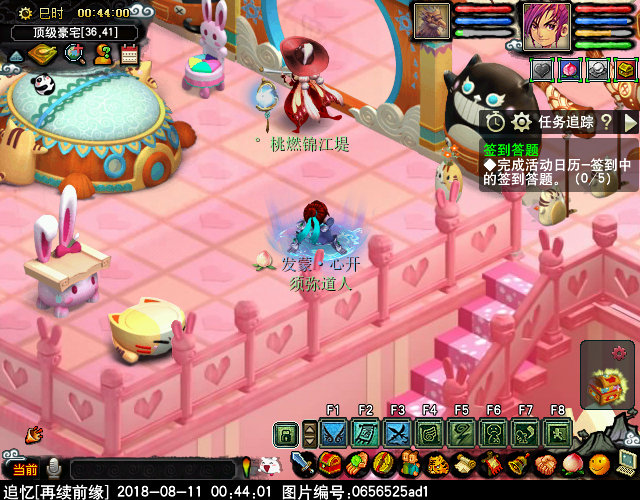 巳时 00:44:00
顶级豪宅[36,41]
任务追踪 ?
签到答题
◆完成活动日历-签到中
的签到答题。(0/5)
桃燃锦江堤
发蒙·心开
须弥道人
F1 F2 F3 F4 F5 F6 F7 F8
当前
追忆[再续前缘] 2018-08-11 00:44:01 图片编号:0656525ad1